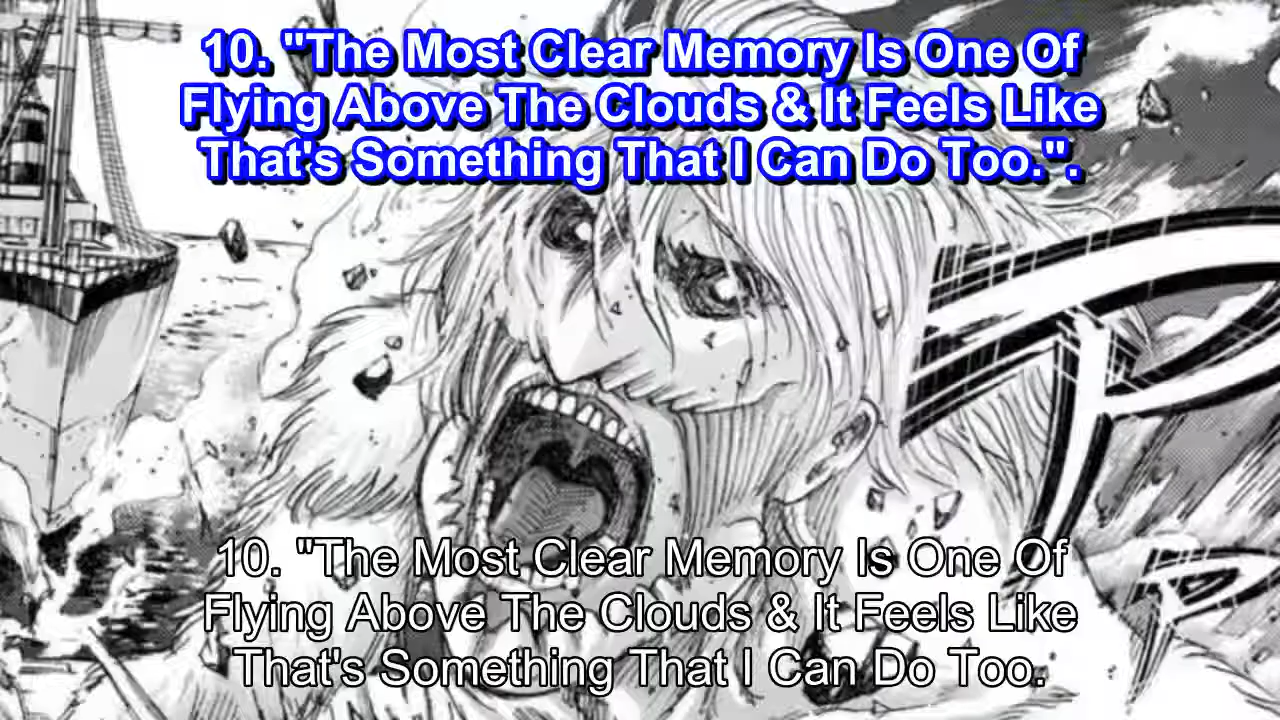 10. "The Most Clear Memory Is One Of
Flying Above The Clouds & It Feels Like
That's Something That I Can Do Too.".
10. "The Most Clear Memory Is One Of
Flying Above The Clouds & It Feels Like
That's Something That I Can Do Too.